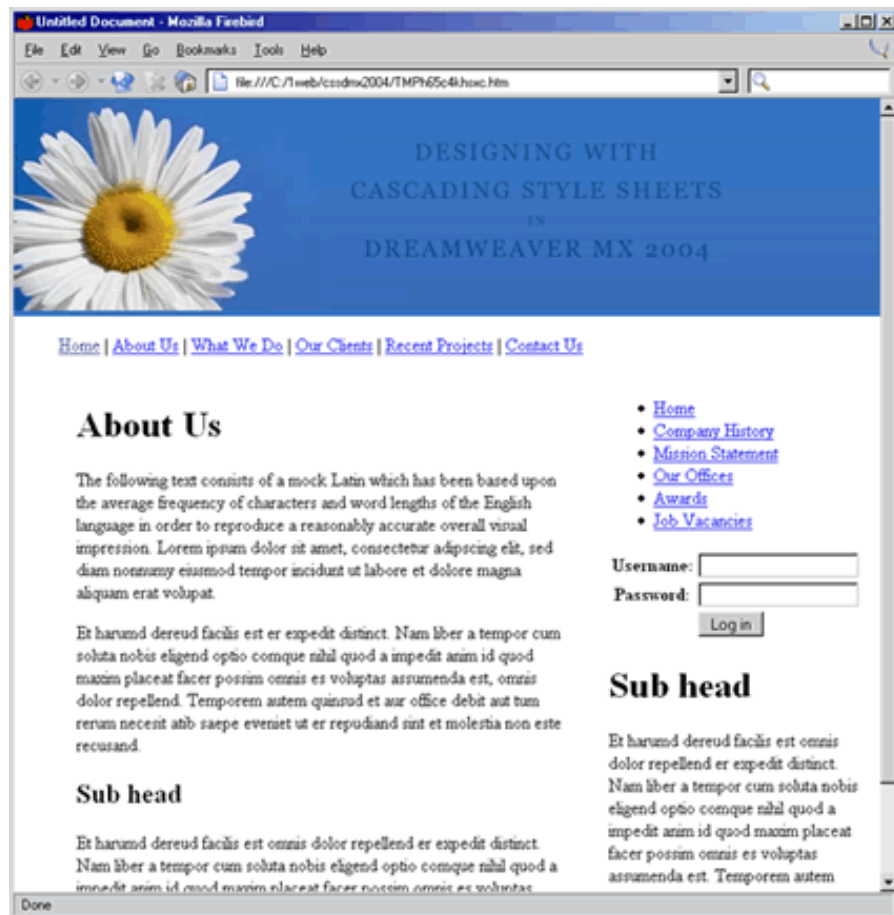 Untitled Document - Mozilla Firebird
File Edit View Go Bookmarks Tools Help
file:///C:/1web/cssdmx2004/TMPh65c4khsxc.htm
DESIGNING WITH
CASCADING STYLE SHEETS
IN
DREAMWEAVER MX 2004
Home | About Us | What We Do | Our Clients | Recent Projects | Contact Us
About Us
The following text consists of a mock Latin which has been based upon
the average frequency of characters and word lengths of the English
language in order to reproduce a reasonably accurate overall visual
impression. Lorem ipsum dolor sit amet, consectetur adipscing elit, sed
diam nonnumy eiusmod tempor incidunt ut labore et dolore magna
aliquam erat volupat.
Et harumd dereud facilis est er expedit distinct. Nam liber a tempor cum
soluta nobis eligend optio comque nihil quod a impedit anim id quod
maxim placeat facer possim omnis es voluptas assumenda est, omnis
dolor repellend. Temporem autem quinsud et aur office debit aut tum
rerum necesit atib saepe eveniet ut er repudiand sint et molestia non este
recusand.
Sub head
Et harumd dereud facilis est omnis dolor repellend er expedit distinct.
Nam liber a tempor cum soluta nobis eligend optio comque nihil quod a
impedit anim id quod maxim placeat facer possim omnis es voluptas
• Home
• Company History
• Mission Statement
• Our Offices
• Awards
• Job Vacancies
Username:
Password:
Log in
Sub head
Et harumd dereud facilis est omnis
dolor repellend er expedit distinct.
Nam liber a tempor cum soluta nobis
eligend optio comque nihil quod a
impedit anim id quod maxim placeat
facer possim omnis es voluptas
assumenda est. Temporem autem
Done